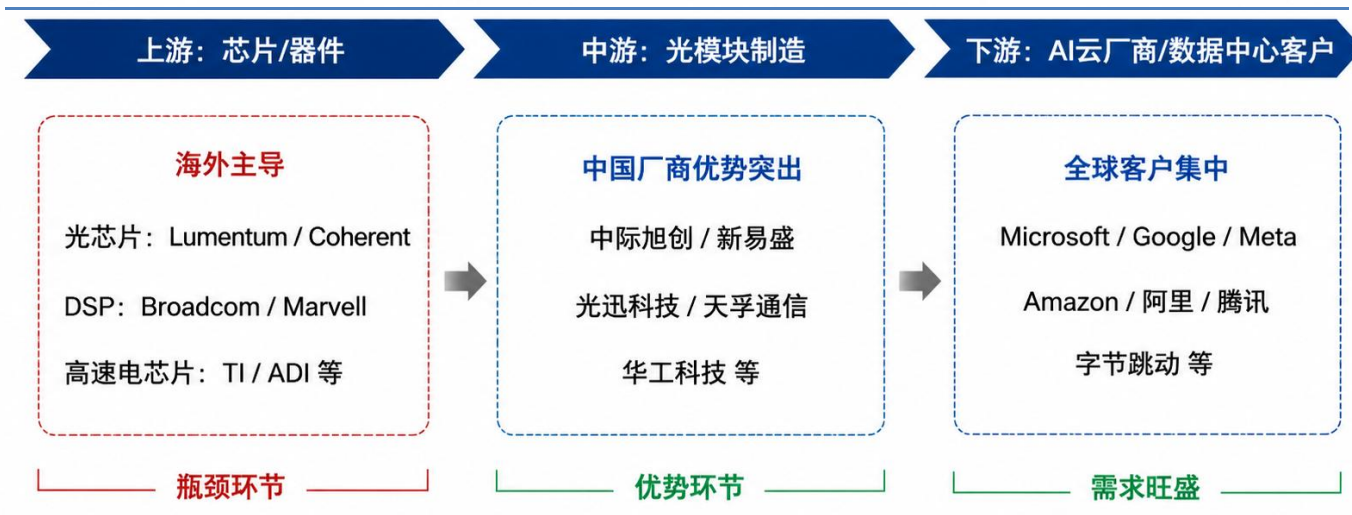 上游：芯片/器件
中游：光模块制造
下游：AI云厂商/数据中心客户
海外主导
光芯片：Lumentum / Coherent
DSP：Broadcom / Marvell
高速电芯片：TI / ADI 等
瓶颈环节
中国厂商优势突出
中际旭创 / 新易盛
光迅科技 / 天孚通信
华工科技 等
优势环节
全球客户集中
Microsoft / Google / Meta
Amazon / 阿里 / 腾讯
字节跳动 等
需求旺盛